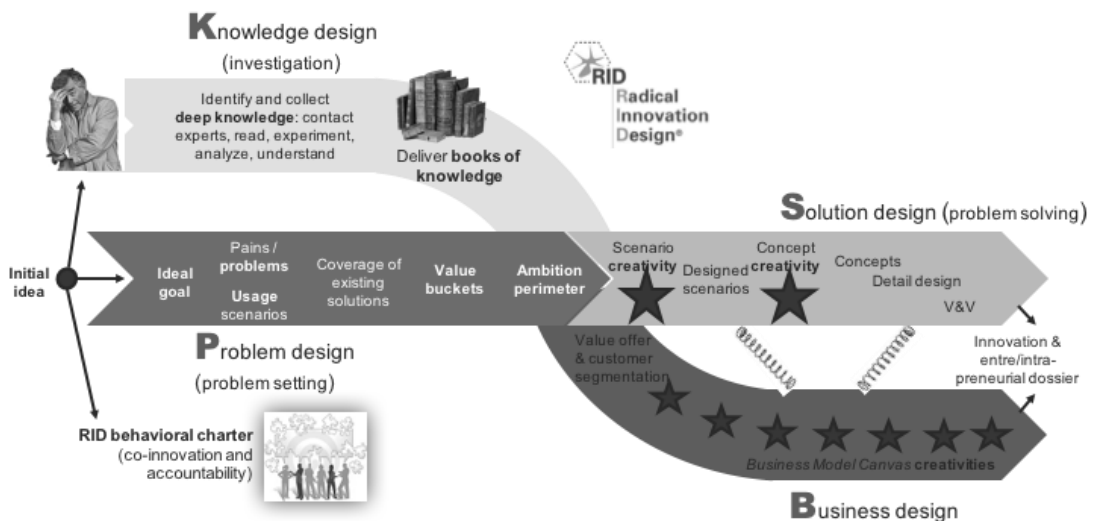 Knowledge design
(investigation)
Identify and collect
deep knowledge: contact
experts, read, experiment,
analyze, understand
Deliver books of
knowledge
RID
Radical
Innovation
Design®
Solution design (problem solving)
Initial
idea
Ideal
goal
Pains /
problems
Usage
scenarios
Coverage of
existing
solutions
Value
buckets
Ambition
perimeter
Scenario
creativity
Designed
scenarios
Concept
creativity
Concepts
Detail design
V&V
Problem design
(problem setting)
Value offer
& customer
segmentation
Innovation &
entre/intra-
preneurial dossier
RID behavioral charter
(co-innovation and
accountability)
Business Model Canvas creativities
Business design